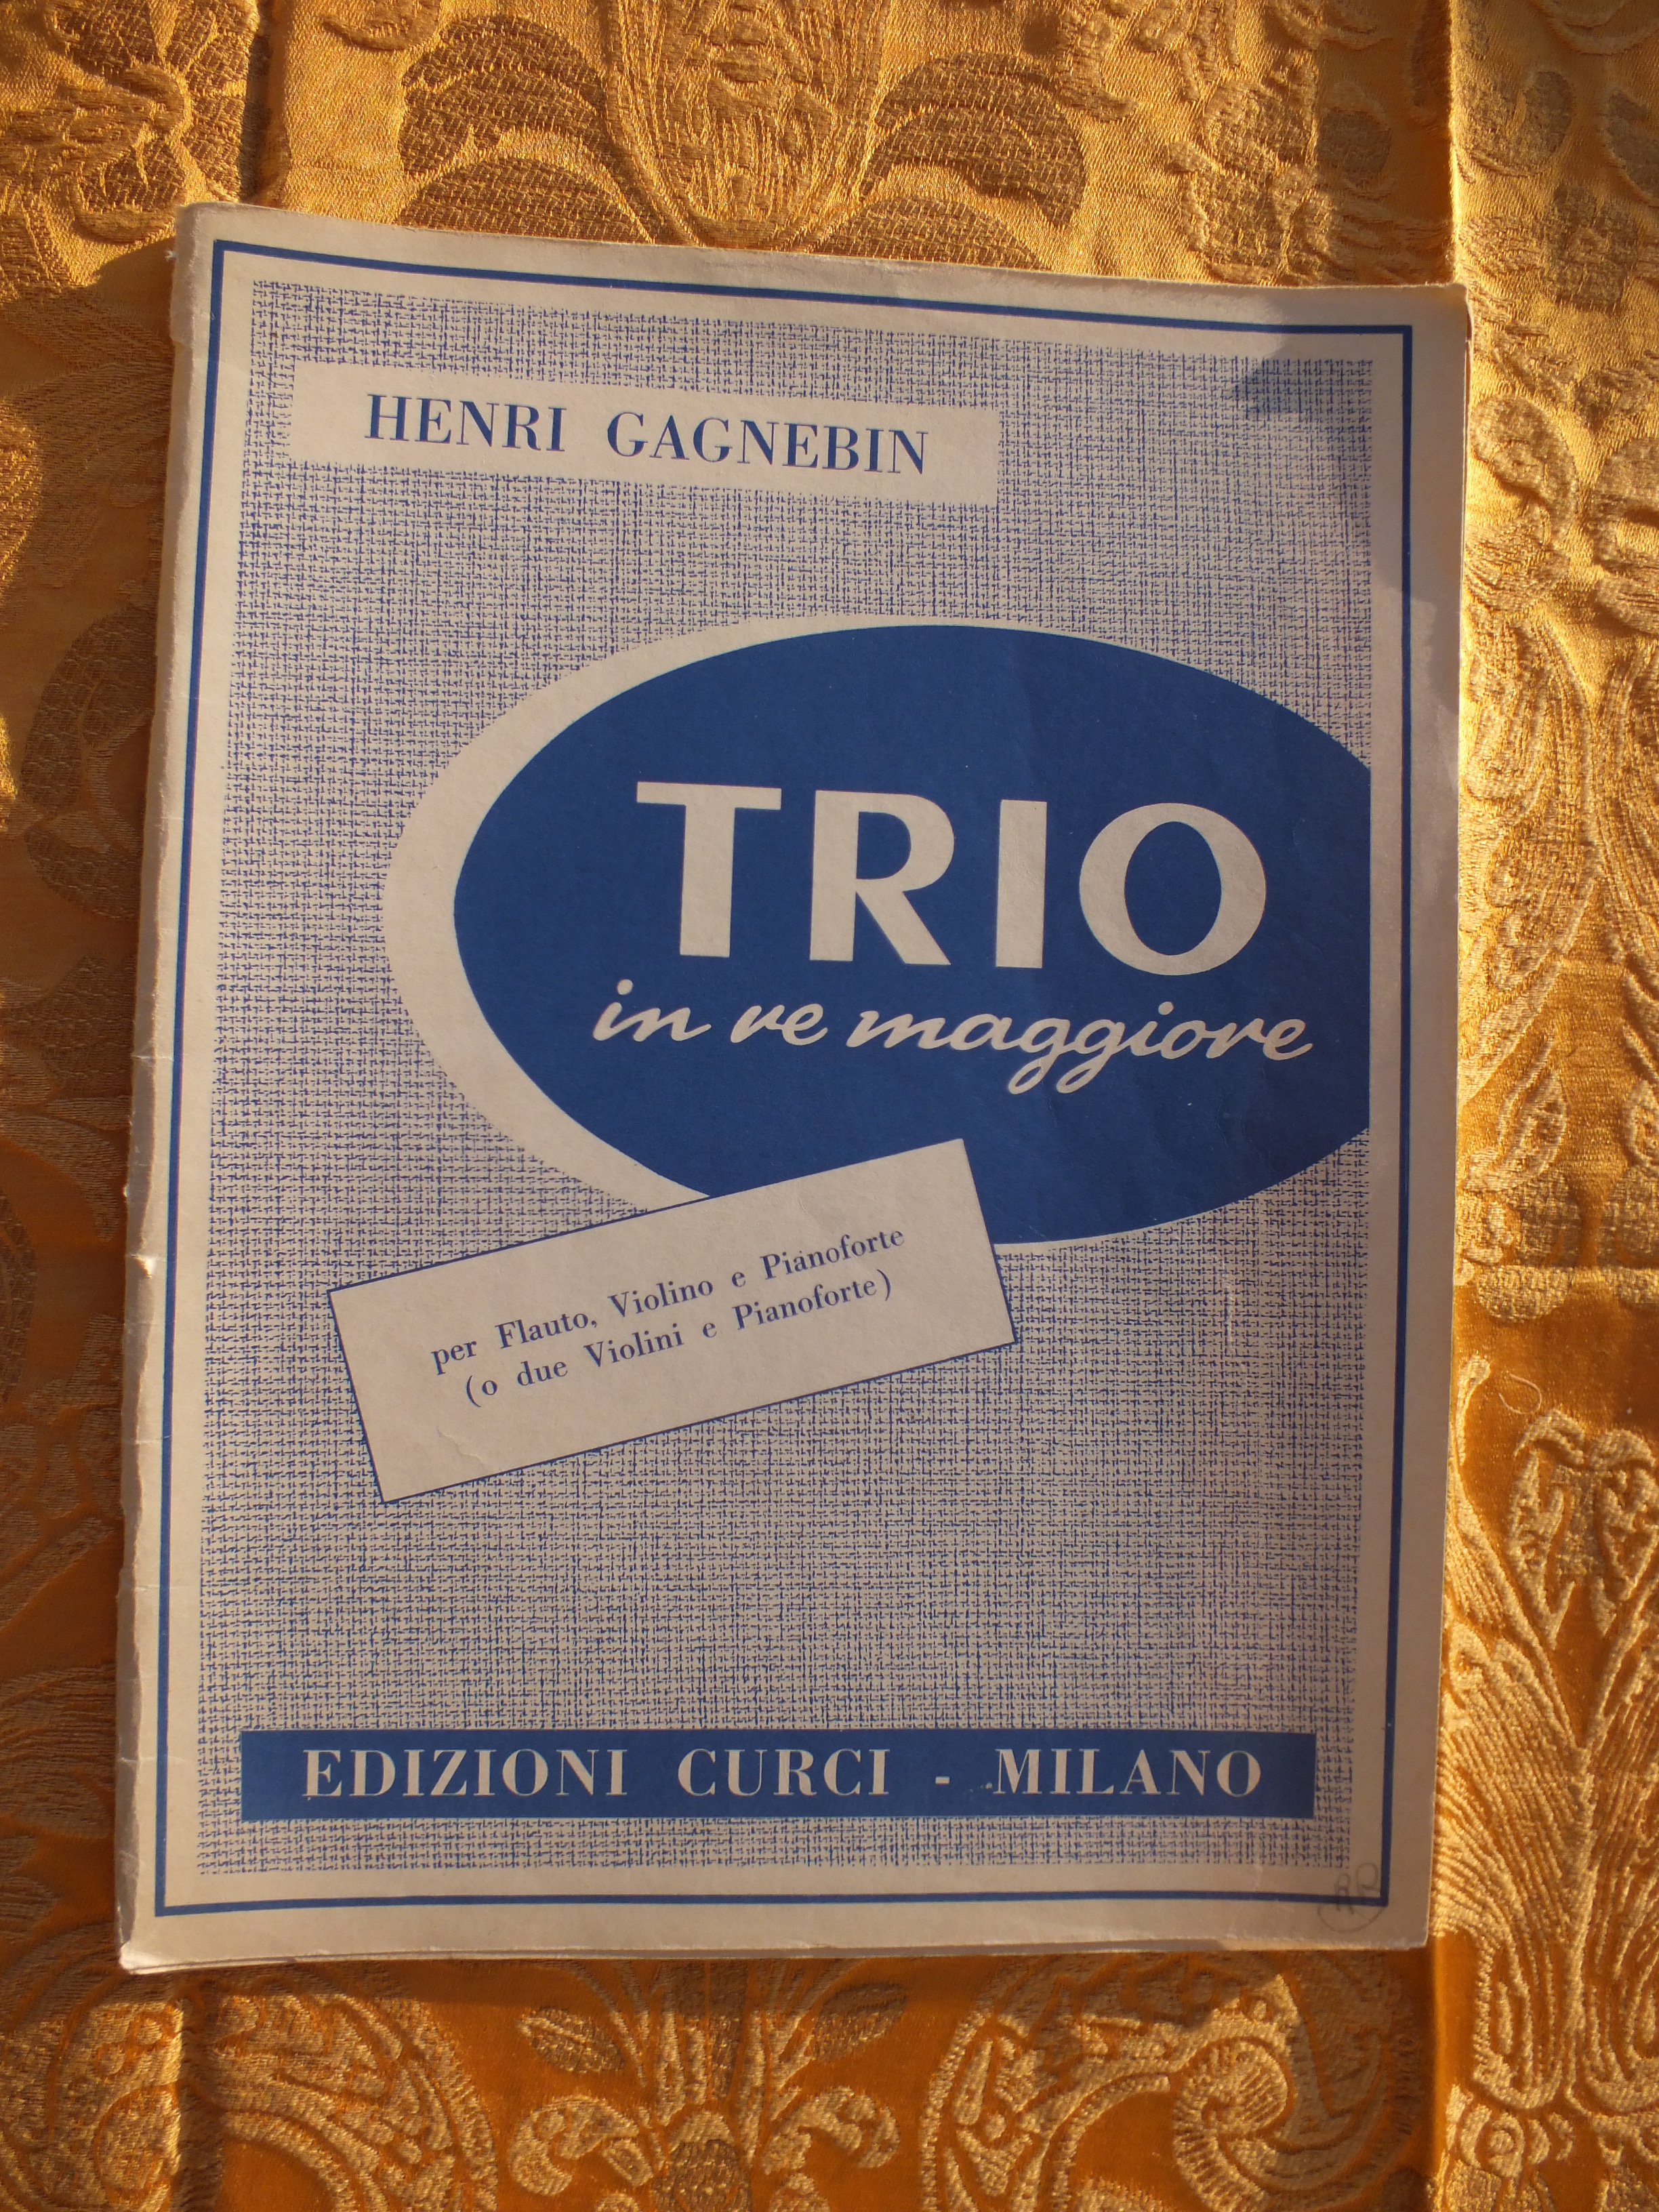 HENRI GAGNEBIN
TRIO
in re maggiore
per Flauto, Violino e Pianoforte
(o due Violini e Pianoforte)
EDIZIONI CURCI - MILANO